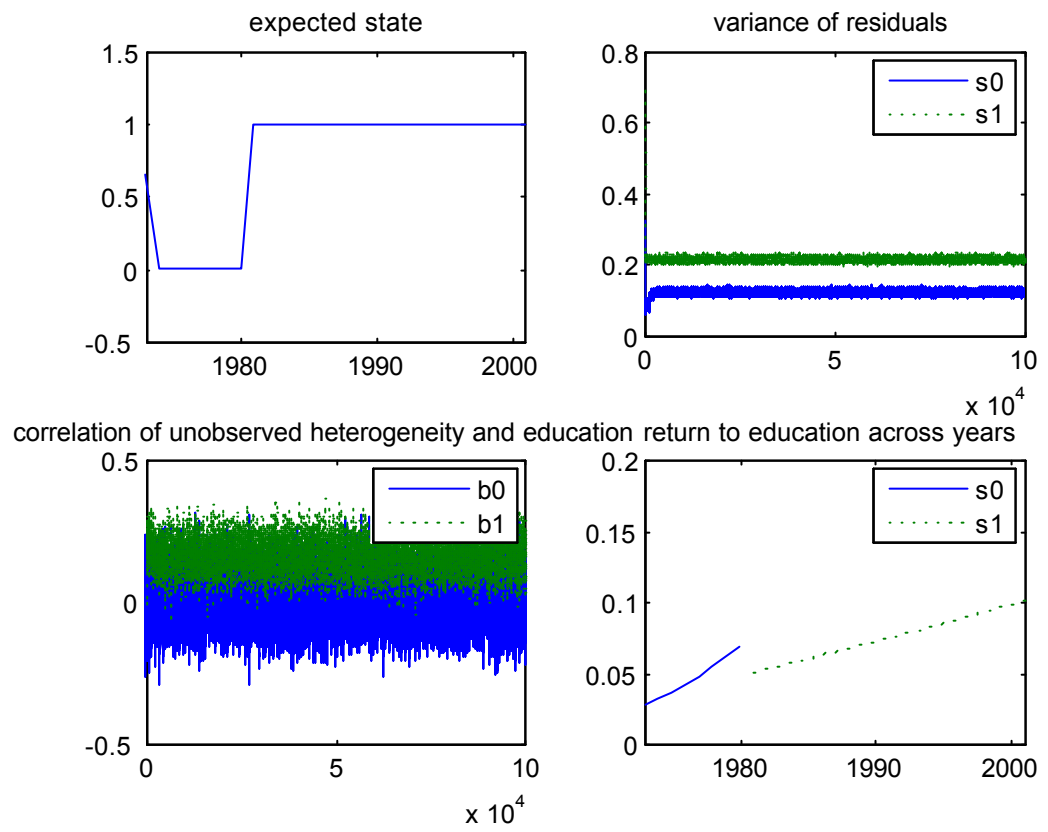 expected state
1.5
1
0.5
0
-0.5
1980
1990
2000
variance of residuals
0.8
0.6
0.4
0.2
0
s0
s1
0
5
10
x 10^4
correlation of unobserved heterogeneity and education
0.5
0
-0.5
b0
b1
0
5
10
x 10^4
return to education across years
0.2
0.15
0.1
0.05
0
s0
s1
1980
1990
2000